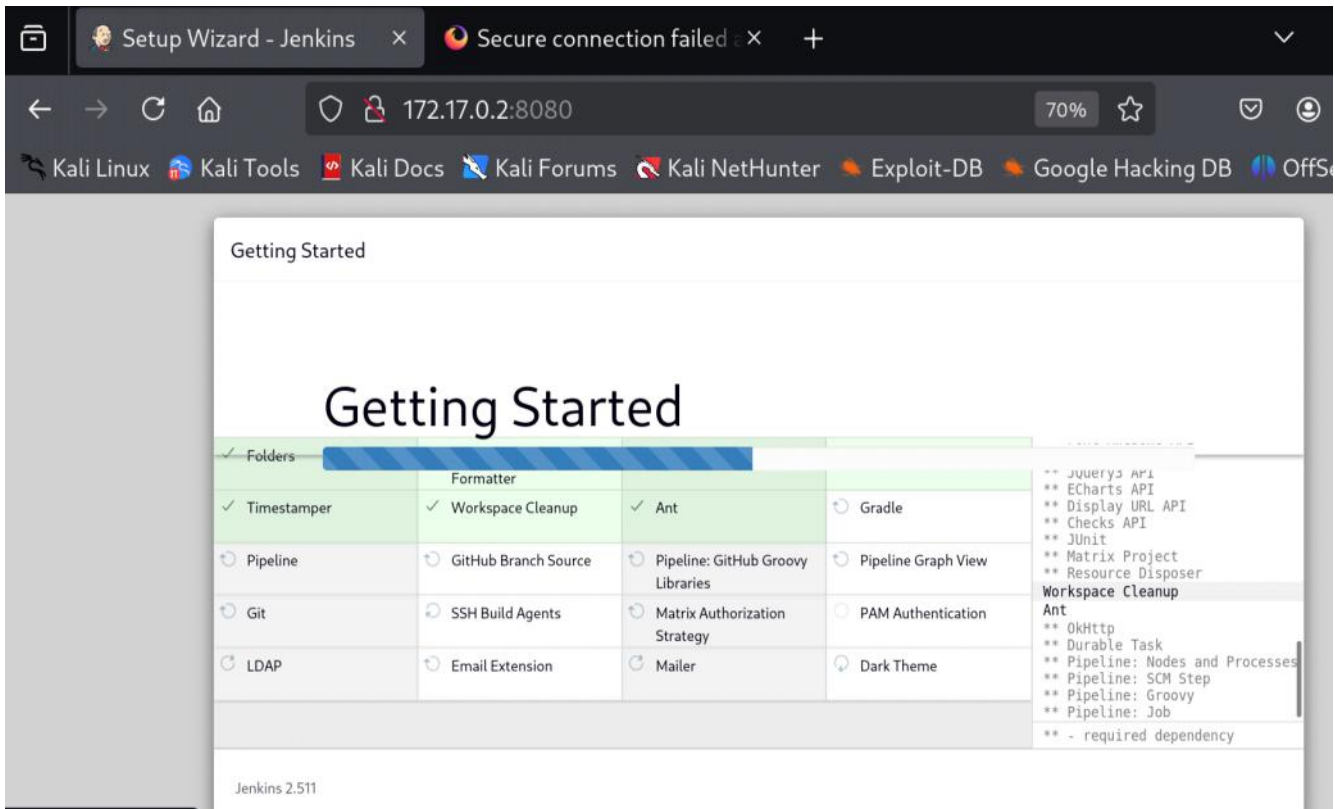 Setup Wizard - Jenkins
Secure connection failed
172.17.0.2:8080
70%
Kali Linux Kali Tools Kali Docs Kali Forums Kali NetHunter Exploit-DB Google Hacking DB OffSe
Getting Started
Getting Started
Folders
Formatter
Timestamper
Workspace Cleanup
Ant
Gradle
Pipeline
GitHub Branch Source
Pipeline: GitHub Groovy
Libraries
Pipeline Graph View
Git
SSH Build Agents
Matrix Authorization
Strategy
PAM Authentication
LDAP
Email Extension
Mailer
Dark Theme
** JQuery3 API
** ECharts API
** Display URL API
** Checks API
** JUnit
** Matrix Project
** Resource Disposer
Workspace Cleanup
Ant
** OkHttp
** Durable Task
** Pipeline: Nodes and Processes
** Pipeline: SCM Step
** Pipeline: Groovy
** Pipeline: Job
** - required dependency
Jenkins 2.511